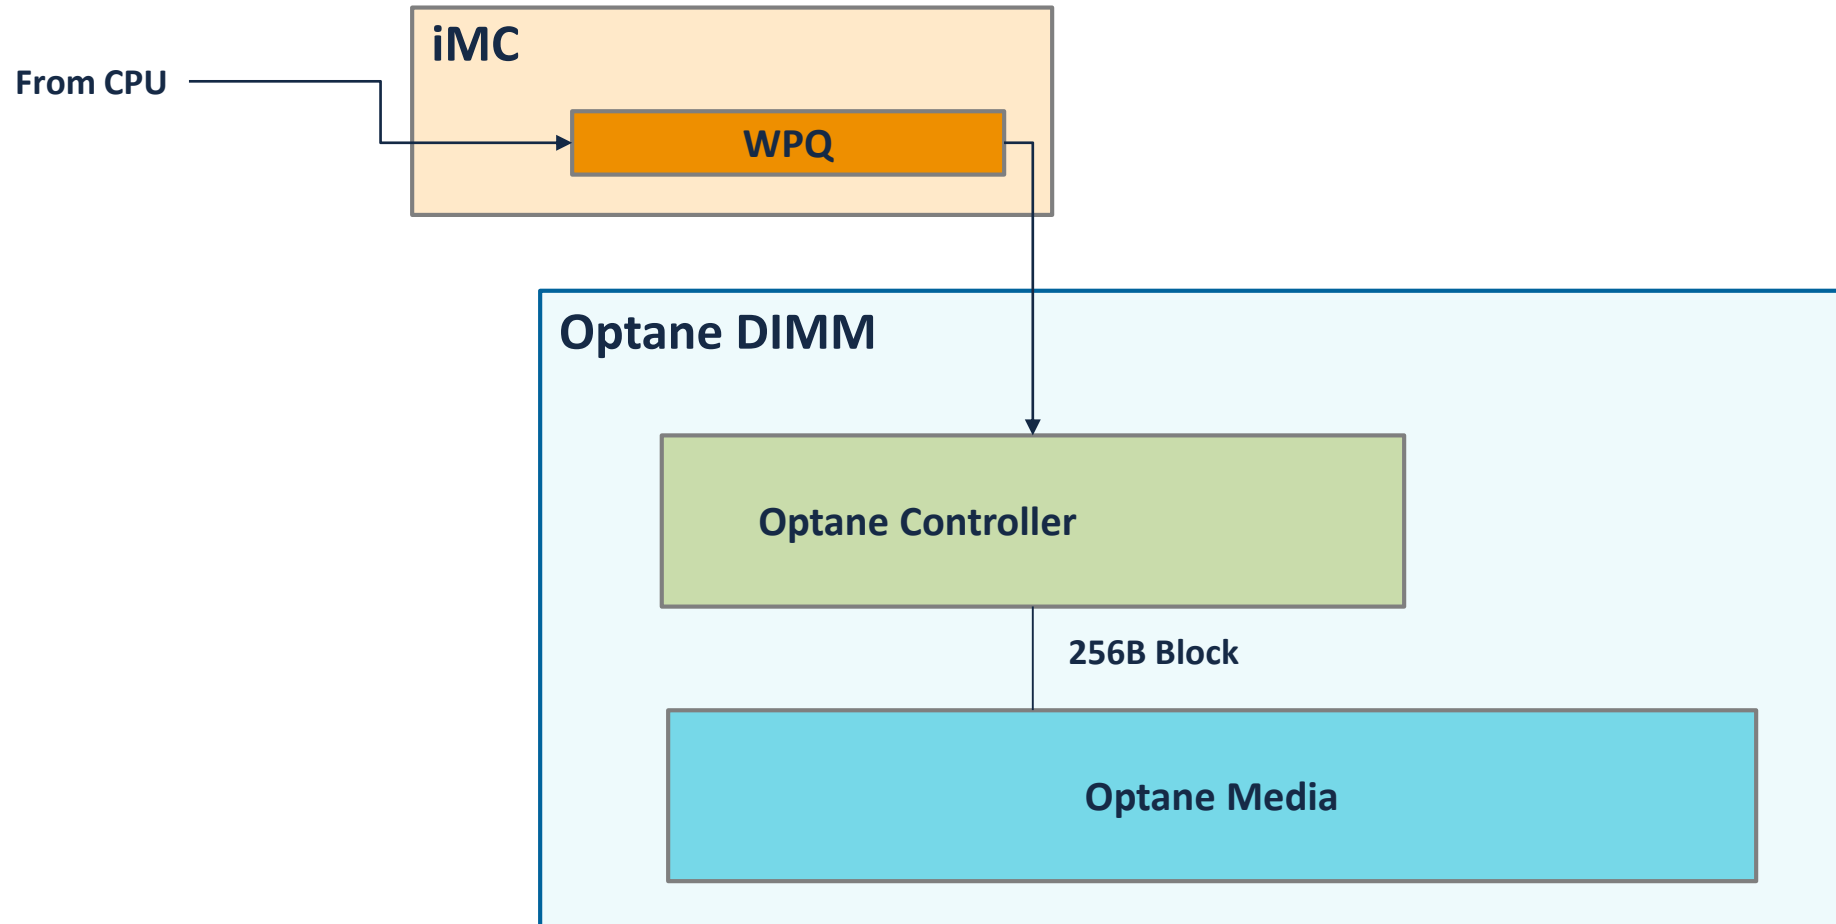 iMC
From CPU
WPQ
Optane DIMM
Optane Controller
256B Block
Optane Media